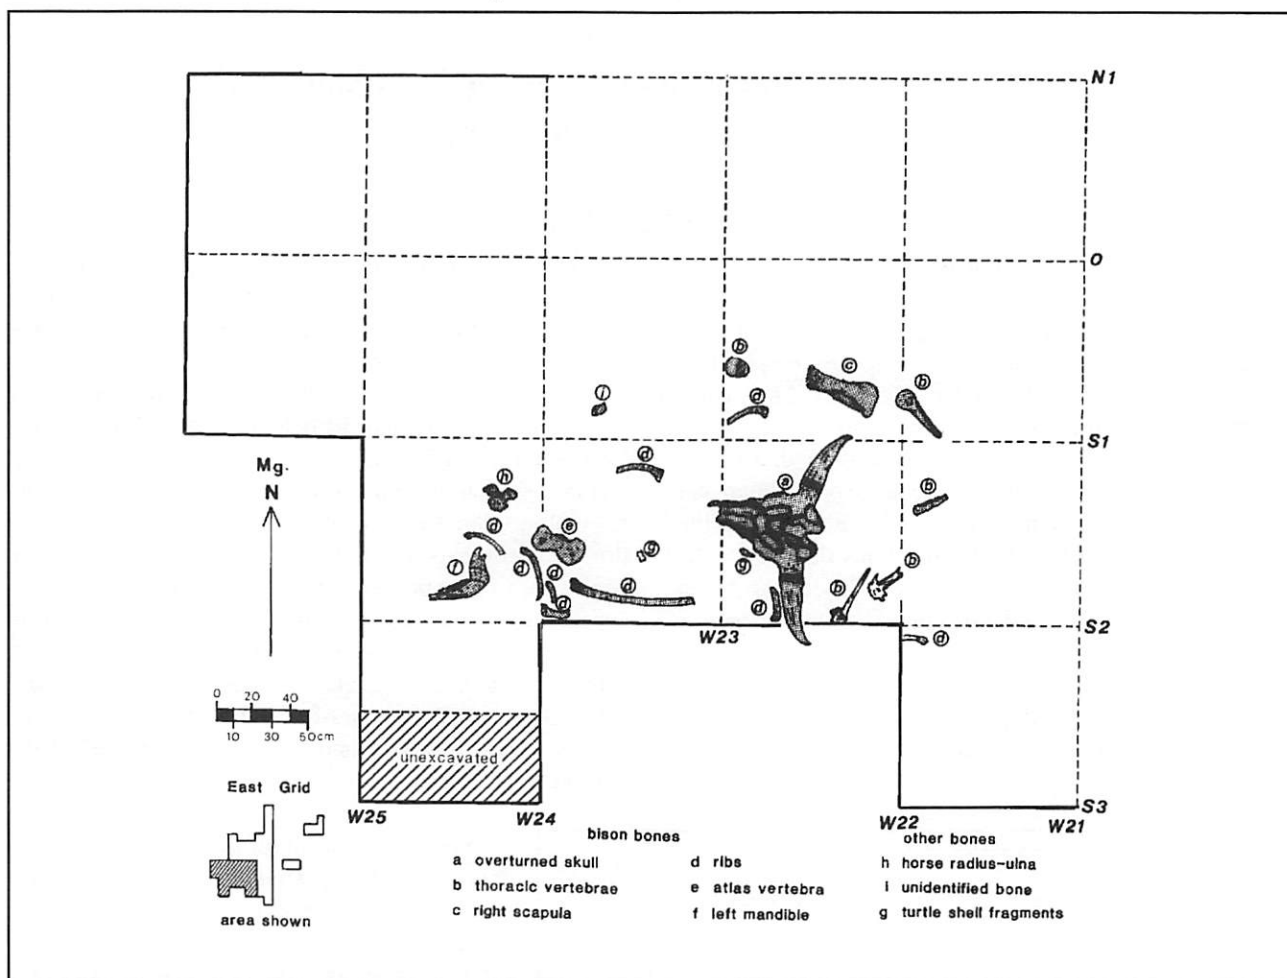 N1
O
b
c
b
i
d
S1
Mg.
N
d
h
a
b
d
e
g
g
f
d
d
d
b
b
d
d
W23
S2
d
0 20 40
10 30 50cm
unexcavated
East Grid
S3
W25
W24
W22
W21
bison bones
other bones
a overturned skull
d ribs
h horse radius-ulna
b thoracic vertebrae
e atlas vertebra
i unidentified bone
c right scapula
f left mandible
g turtle shell fragments
area shown